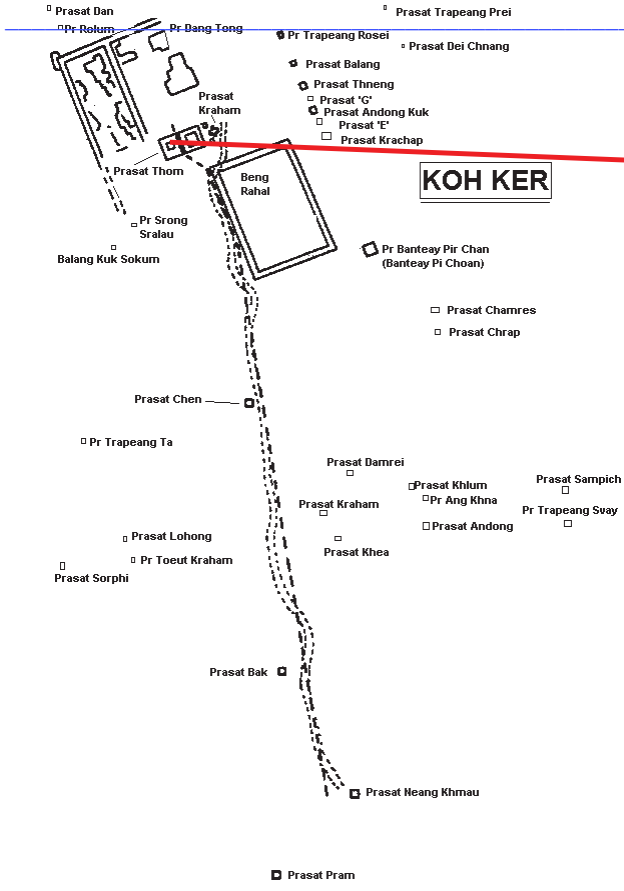 Prasat Dan
Prasat Trapeang Prei
Pr Rolum
Pr Dang Tong
Pr Trapeang Rosei
Prasat Dei Chnang
Prasat Balang
Prasat Thneng
Prasat
Kraham
Prasat 'G'
Prasat Andong Kuk
Prasat 'E'
Prasat Krachap
Prasat Thom
Beng
Rahal
KOH KER
Pr Srong
Sralau
Balang Kuk Sokum
Pr Banteay Pir Chan
(Banteay Pi Choan)
Prasat Chamres
Prasat Chrap
Prasat Chen
Pr Trapeang Ta
Prasat Damrei
Prasat Khlum
Prasat Sampich
Prasat Kraham
Pr Ang Khna
Pr Trapeang Svay
Prasat Andong
Prasat Lohong
Prasat Khea
Pr Toeut Kraham
Prasat Sorphi
Prasat Bak
Prasat Neang Khmau
Prasat Pram